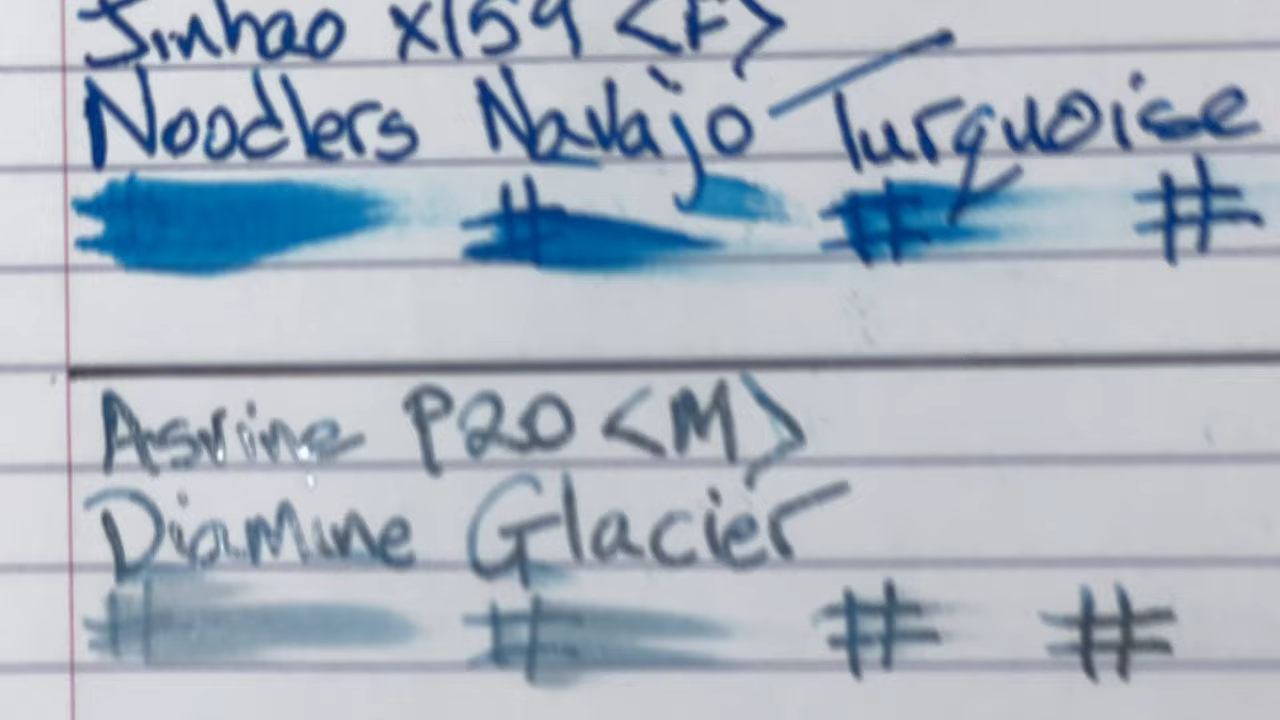 Jinhao x159 <F>
Noodlers Navajo Turquoise
# # #
Asvine P20 <M>
Diamine Glacier
# # #